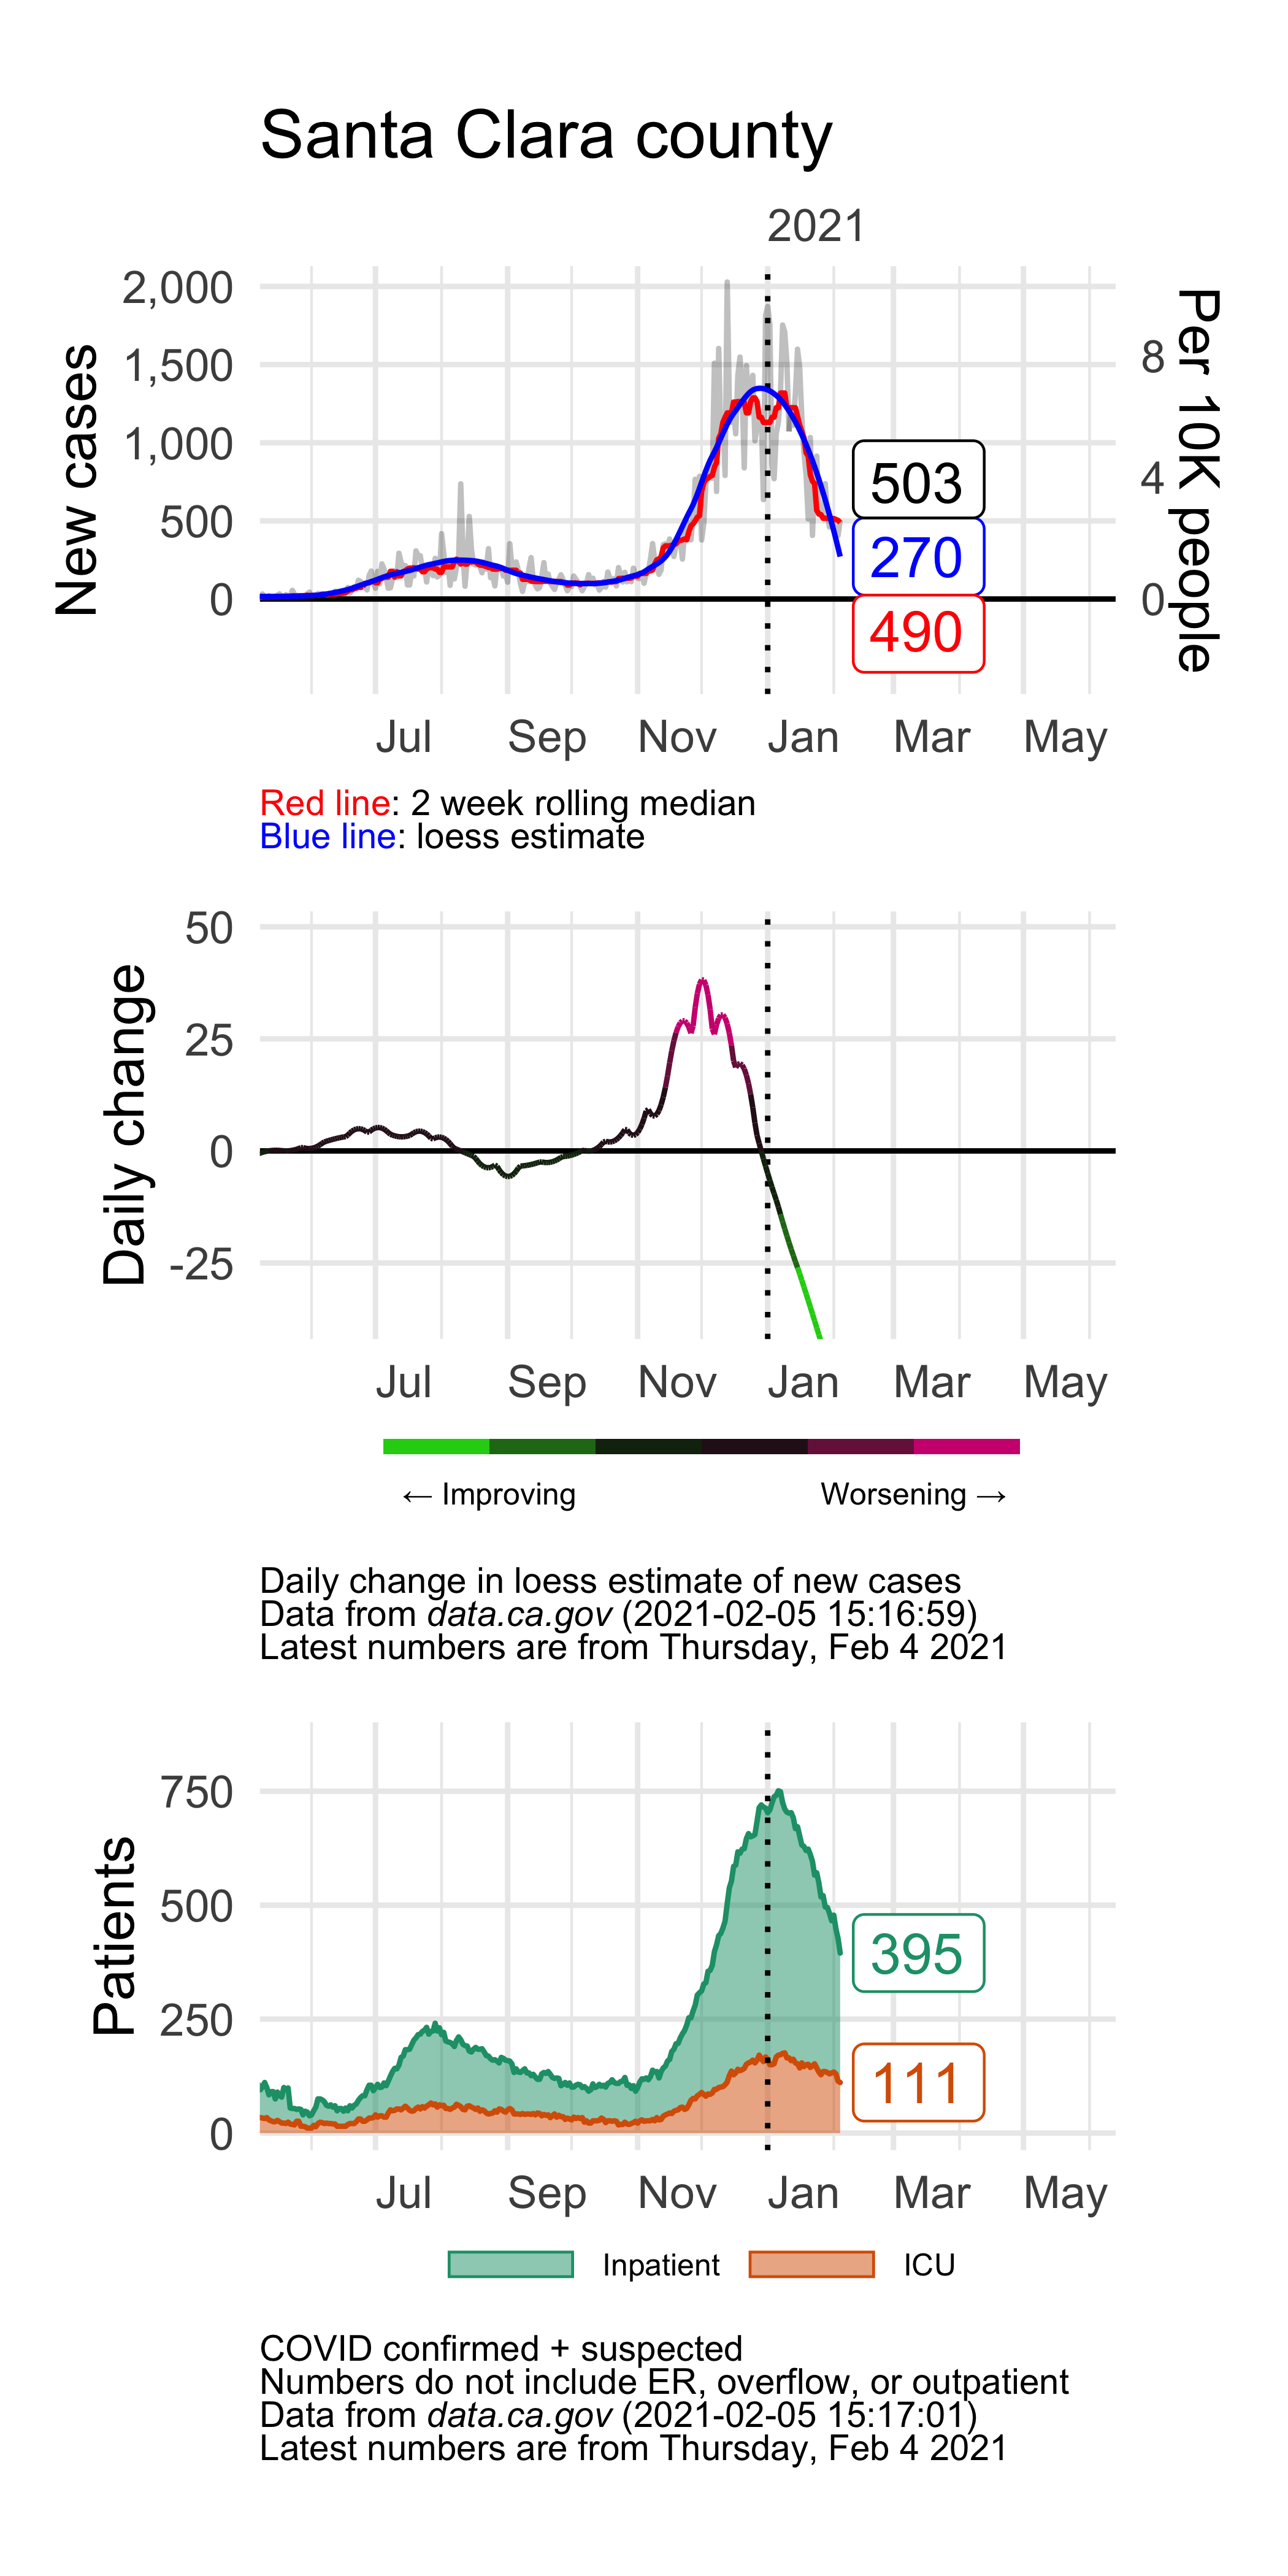 Santa Clara county
2021
New cases
2,000
1,500
1,000
500
0
8
4
0
Per 10K people
503
270
490
Jul Sep Nov Jan Mar May
Red line: 2 week rolling median
Blue line: loess estimate
Daily change
50
25
0
-25
Jul Sep Nov Jan Mar May
← Improving Worsening →
Daily change in loess estimate of new cases
Data from data.ca.gov (2021-02-05 15:16:59)
Latest numbers are from Thursday, Feb 4 2021
Patients
750
500
250
0
395
111
Jul Sep Nov Jan Mar May
Inpatient ICU
COVID confirmed + suspected
Numbers do not include ER, overflow, or outpatient
Data from data.ca.gov (2021-02-05 15:17:01)
Latest numbers are from Thursday, Feb 4 2021